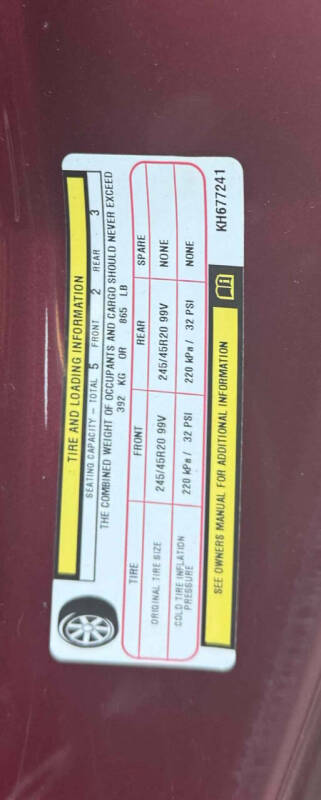 TIRE AND LOADING INFORMATION
SEATING CAPACITY – TOTAL 5 FRONT 2 REAR 3
THE COMBINED WEIGHT OF OCCUPANTS AND CARGO SHOULD NEVER EXCEED
392 KG OR 865 LB
TIRE FRONT REAR SPARE
ORIGINAL TIRE SIZE 245/45R20 99V 245/45R20 99V NONE
COLD TIRE INFLATION
PRESSURE 220 kPa / 32 PSI 220 kPa / 32 PSI NONE
SEE OWNERS MANUAL FOR ADDITIONAL INFORMATION
KH677241